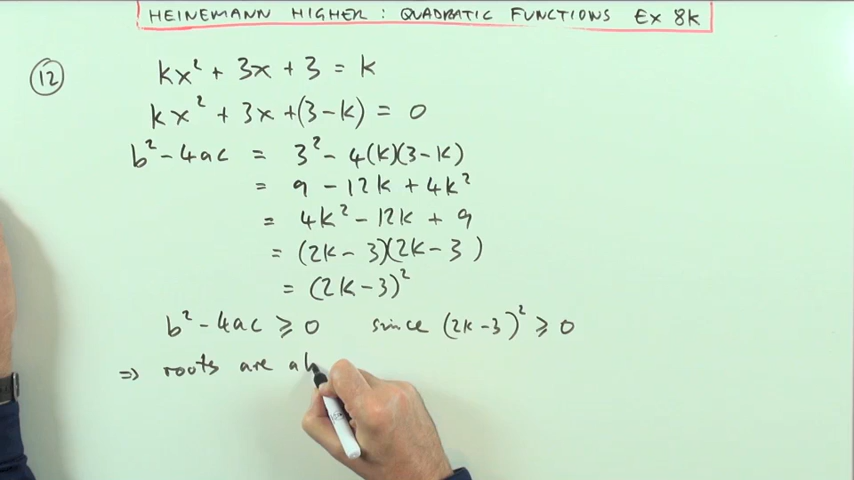 HEINEMANN HIGHER : QUADRATIC FUNCTIONS Ex 8K
12 kx² + 3x + 3 = k
kx² + 3x + (3 - k) = 0
b² - 4ac = 3² - 4(k)(3 - k)
= 9 - 12k + 4k²
= 4k² - 12k + 9
= (2k - 3)(2k - 3)
= (2k - 3)²
b² - 4ac ≥ 0 since (2k - 3)² ≥ 0
⇒ roots are al